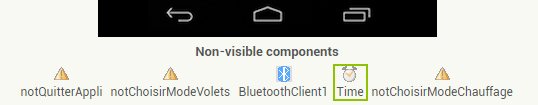 Non-visible components
notQuitterAppli notChoisirModeVolets BluetoothClient1 Time notChoisirModeChauffage